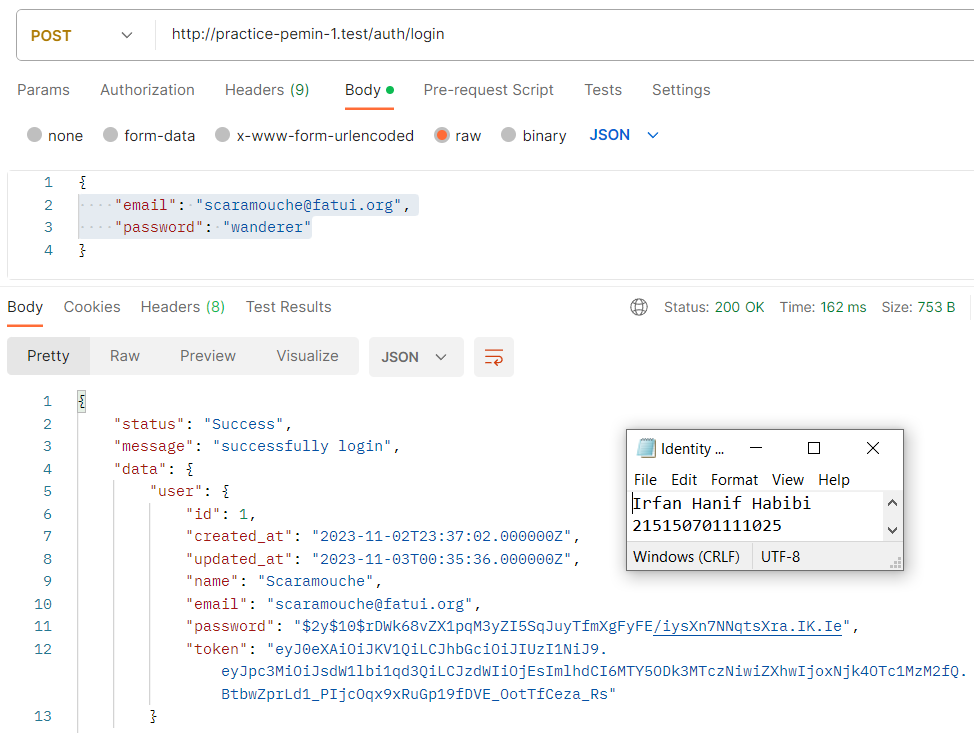 POST
http://practice-pemin-1.test/auth/login
Params Authorization Headers (9) Body Pre-request Script Tests Settings
none form-data x-www-form-urlencoded raw binary JSON
1 {
2 "email": "scaramouche@fatui.org",
3 "password": "wanderer"
4 }
Body Cookies Headers (8) Test Results Status: 200 OK Time: 162 ms Size: 753 B
Pretty Raw Preview Visualize JSON
1 {
2 "status": "Success",
3 "message": "successfully login",
4 "data": {
5 "user": {
6 "id": 1,
7 "created_at": "2023-11-02T23:37:02.000000Z",
8 "updated_at": "2023-11-03T00:35:36.000000Z",
9 "name": "Scaramouche",
10 "email": "scaramouche@fatui.org",
11 "password": "$2y$10$rDWk68vZX1pqM3yZI5SqJuyTfmXgFyFE/iysXn7NNqtsXra.IK.Ie",
12 "token": "eyJ0eXAiOiJKV1QiLCJhbGciOiJIUzI1NiJ9.
eyJpc3MiOiJsdW1lbi1qd3QiLCJzdWIiOjEsImlhdCI6MTY5ODk3MTczNiwiZXhwIjoxNjk4OTc1MzM2fQ.
BtbwZprLd1_PIjcOqx9xRuGp19fDVE_OotTfCeza_Rs"
13 }
Identity ...
File Edit Format View Help
Irfan Hanif Habibi
215150701111025
Windows (CRLF) UTF-8